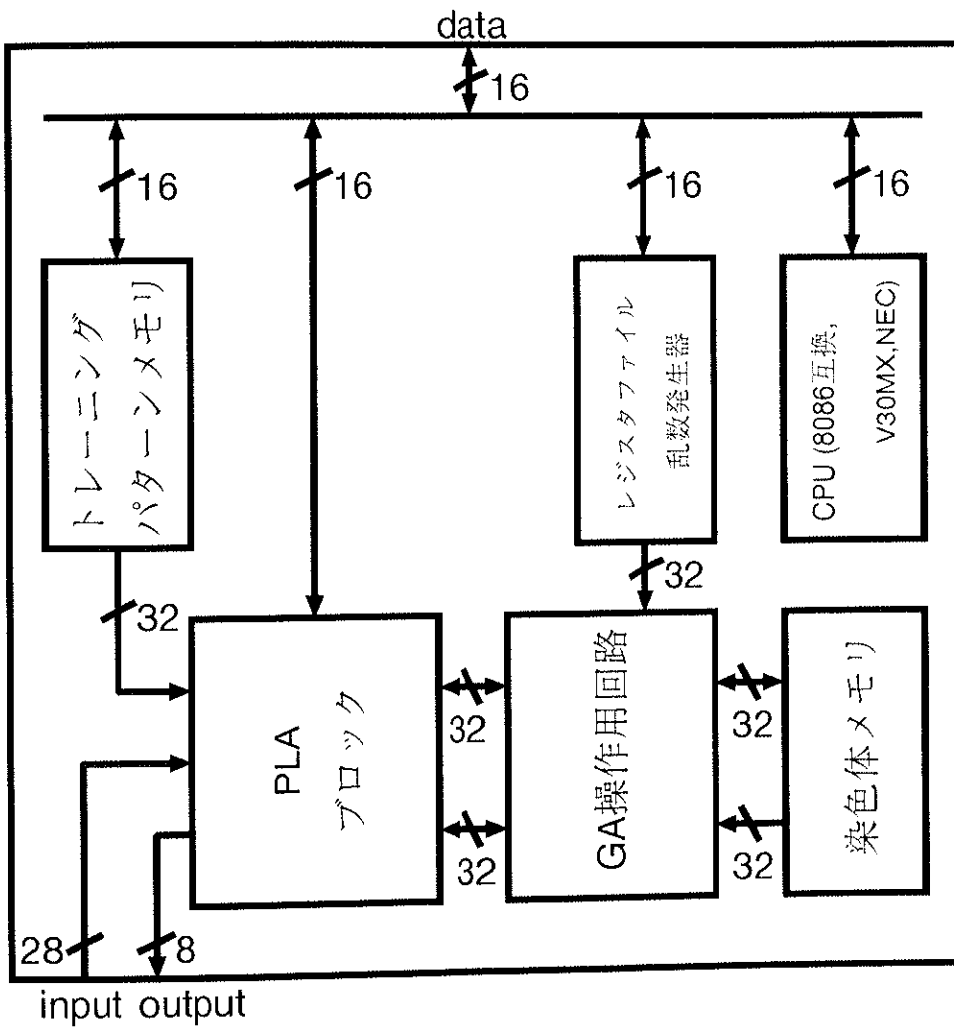 data
16
16
16
16
16
トレーニング
パターンメモリ
レジスタファイル
乱数発生器
CPU (8086互換,
V30MX,NEC)
32
32
PLA
ブロック
32
32
GA操作用回路
32
32
染色体メモリ
28
8
input output